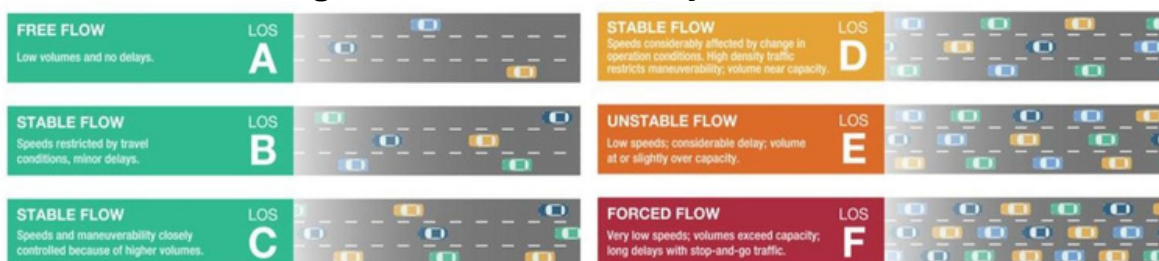 FREE FLOW
LOS
A
Low volumes and no delays.
STABLE FLOW
LOS
B
Speeds restricted by travel
conditions, minor delays.
STABLE FLOW
LOS
C
Speeds and maneuverability closely
controlled because of higher volumes.
STABLE FLOW
LOS
D
Speeds considerably affected by change in
operation conditions. High density traffic
restricts maneuverability; volume near capacity.
UNSTABLE FLOW
LOS
E
Low speeds; considerable delay; volume
at or slightly over capacity.
FORCED FLOW
LOS
F
Very low speeds; volumes exceed capacity;
long delays with stop-and-go traffic.